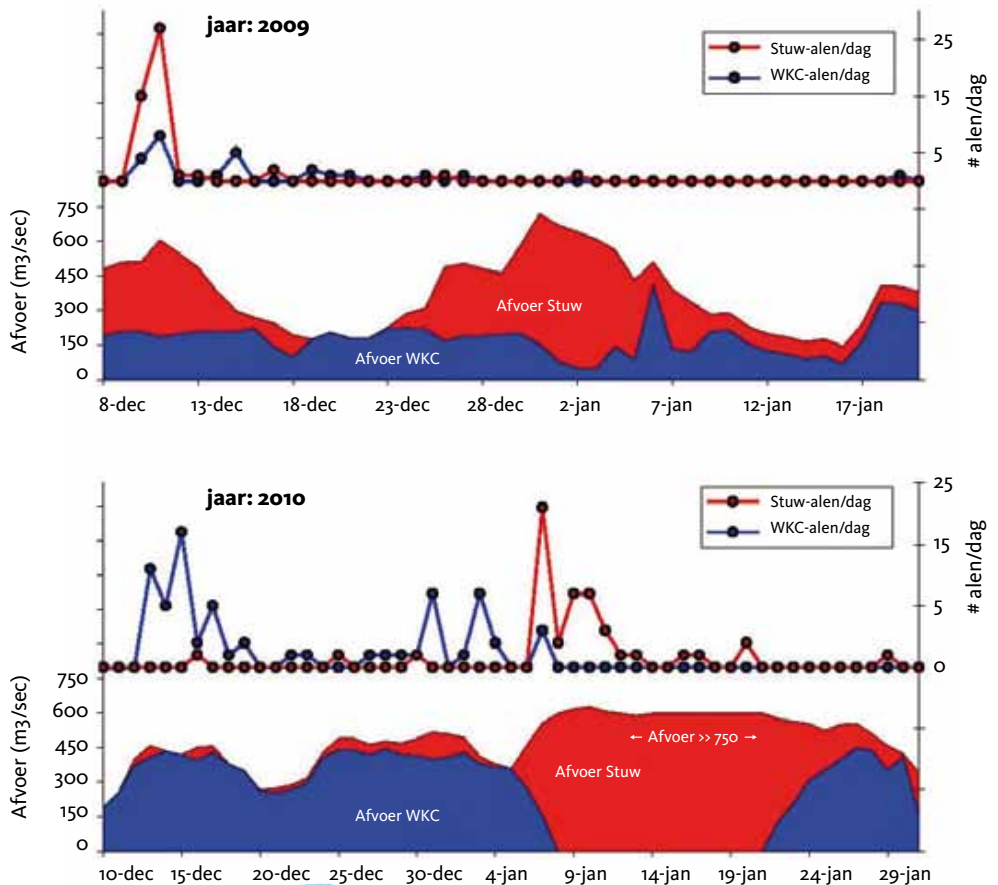 jaar: 2009
Stuw-alen/dag
WKC-alen/dag
25
15
5
# alen/dag
750
600
450
300
150
0
Afvoer (m3/sec)
Afvoer Stuw
Afvoer WKC
8-dec 13-dec 18-dec 23-dec 28-dec 2-jan 7-jan 12-jan 17-jan
jaar: 2010
Stuw-alen/dag
WKC-alen/dag
25
15
5
0
# alen/dag
750
600
450
300
150
0
Afvoer (m3/sec)
← Afvoer >> 750 →
Afvoer Stuw
Afvoer WKC
10-dec 15-dec 20-dec 25-dec 30-dec 4-jan 9-jan 14-jan 19-jan 24-jan 29-jan